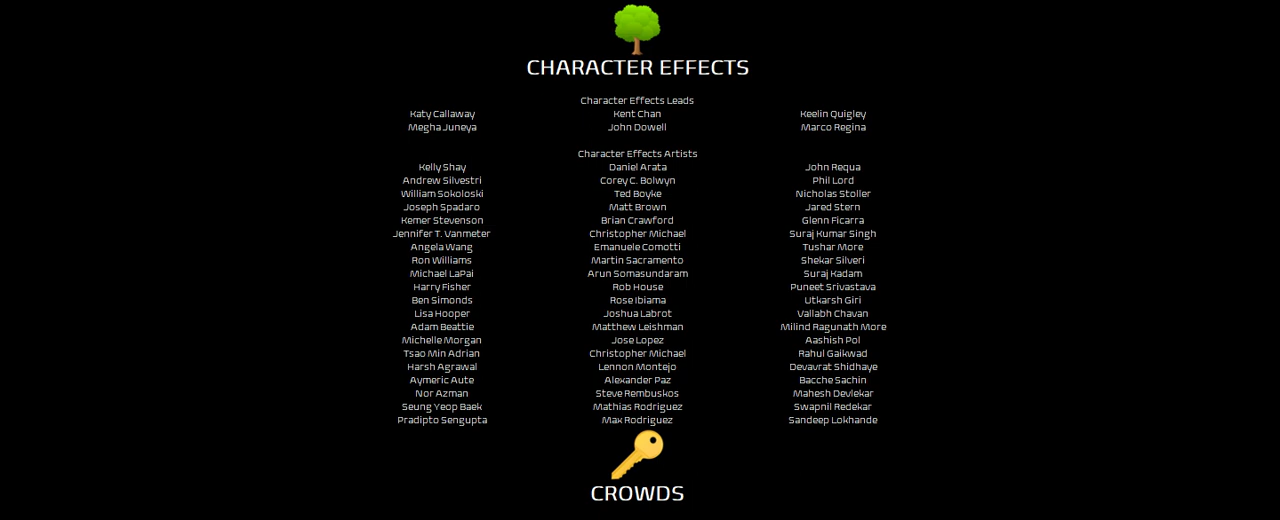 CHARACTER EFFECTS
Character Effects Leads
Katy Callaway Kent Chan Keelin Quigley
Megha Juneya John Dowell Marco Regina
Character Effects Artists
Kelly Shay Daniel Arata John Requa
Andrew Silvestri Corey C. Bolwyn Phil Lord
William Sokoloski Ted Boyke Nicholas Stoller
Joseph Spadaro Matt Brown Jared Stern
Kemer Stevenson Brian Crawford Glenn Ficarra
Jennifer T. Vanmeter Christopher Michael Suraj Kumar Singh
Angela Wang Emanuele Comotti Tushar More
Ron Williams Martin Sacramento Shekar Silveri
Michael LaPai Arun Somasundaram Suraj Kadam
Harry Fisher Rob House Puneet Srivastava
Ben Simonds Rose Ibiama Utkarsh Giri
Lisa Hooper Joshua Labrot Vallabh Chavan
Adam Beattie Matthew Leishman Milind Ragunath More
Michelle Morgan Jose Lopez Aashish Pol
Tsao Min Adrian Christopher Michael Rahul Gaikwad
Harsh Agrawal Lennon Montejo Devavrat Shidhaye
Aymeric Aute Alexander Paz Bacche Sachin
Nor Azman Steve Rembuskos Mahesh Devlekar
Seung Yeop Baek Mathias Rodriguez Swapnil Redekar
Pradipto Sengupta Max Rodriguez Sandeep Lokhande
CROWDS